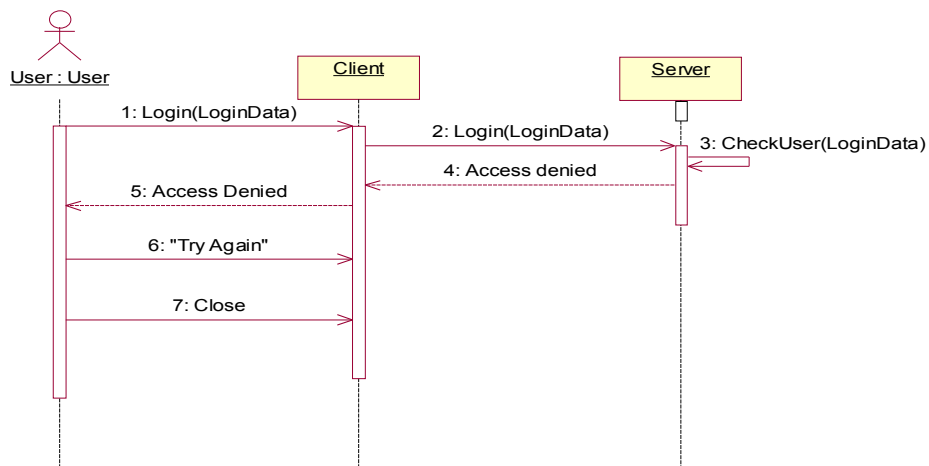 User : User
Client
Server
1: Login(LoginData)
2: Login(LoginData)
3: CheckUser(LoginData)
4: Access denied
5: Access Denied
6: "Try Again"
7: Close